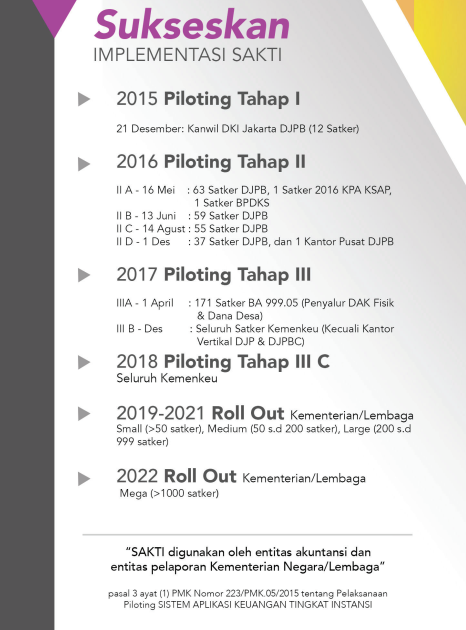 Sukseskan
IMPLEMENTASI SAKTI
2015 Piloting Tahap I
21 Desember: Kanwil DKI Jakarta DJPB (12 Satker)
2016 Piloting Tahap II
II A - 16 Mei : 63 Satker DJPB, 1 Satker 2016 KPA KSAP,
1 Satker BPDKS
II B - 13 Juni : 59 Satker DJPB
II C - 14 Agust : 55 Satker DJPB
II D - 1 Des : 37 Satker DJPB, dan 1 Kantor Pusat DJPB
2017 Piloting Tahap III
IIIA - 1 April : 171 Satker BA 999.05 (Penyalur DAK Fisik
& Dana Desa)
III B - Des : Seluruh Satker Kemenkeu (Kecuali Kantor
Vertikal DJP & DJPBC)
2018 Piloting Tahap III C
Seluruh Kemenkeu
2019-2021 Roll Out Kementerian/Lembaga
Small (>50 satker), Medium (50 s.d 200 satker), Large (200 s.d
999 satker)
2022 Roll Out Kementerian/Lembaga
Mega (>1000 satker)
“SAKTI digunakan oleh entitas akuntansi dan
entitas pelaporan Kementerian Negara/Lembaga”
pasal 3 ayat (1) PMK Nomor 223/PMK.05/2015 tentang Pelaksanaan
Piloting SISTEM APLIKASI KEUANGAN TINGKAT INSTANSI